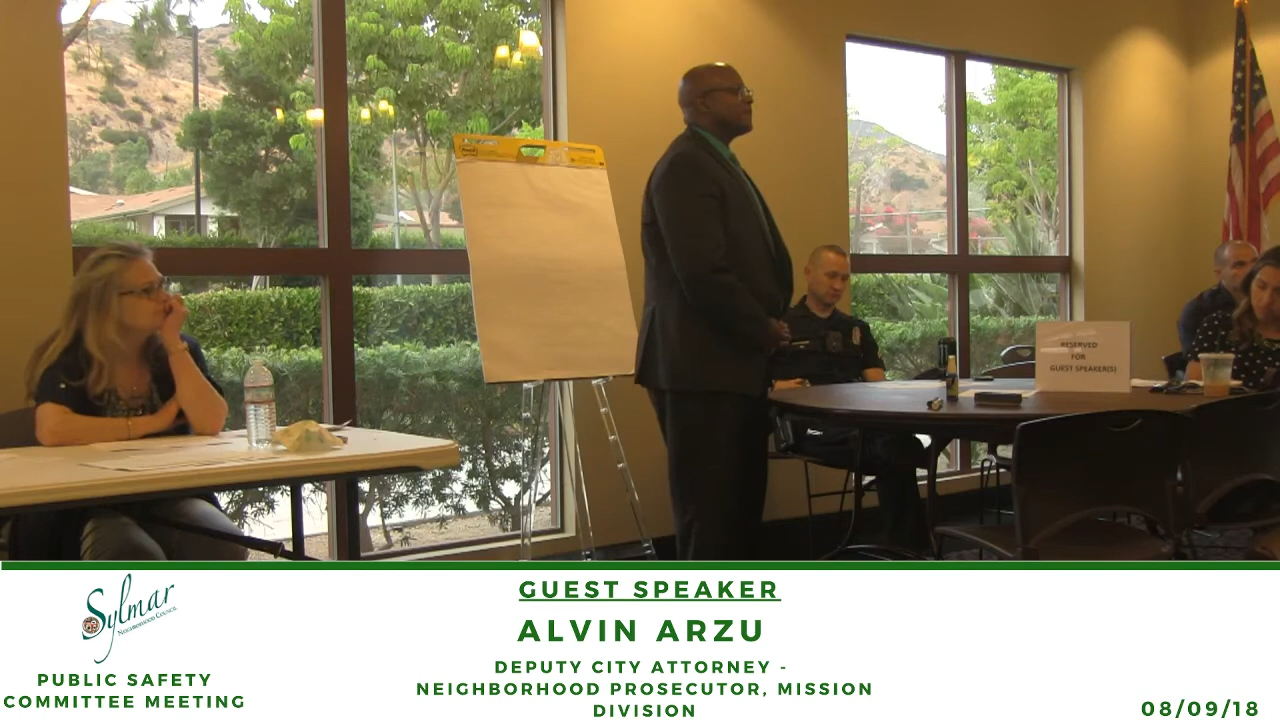 RESERVED
FOR
GUEST SPEAKER(S)
Sylmar
NEIGHBORHOOD COUNCIL
PUBLIC SAFETY
COMMITTEE MEETING
GUEST SPEAKER
ALVIN ARZU
DEPUTY CITY ATTORNEY -
NEIGHBORHOOD PROSECUTOR, MISSION
DIVISION
08/09/18